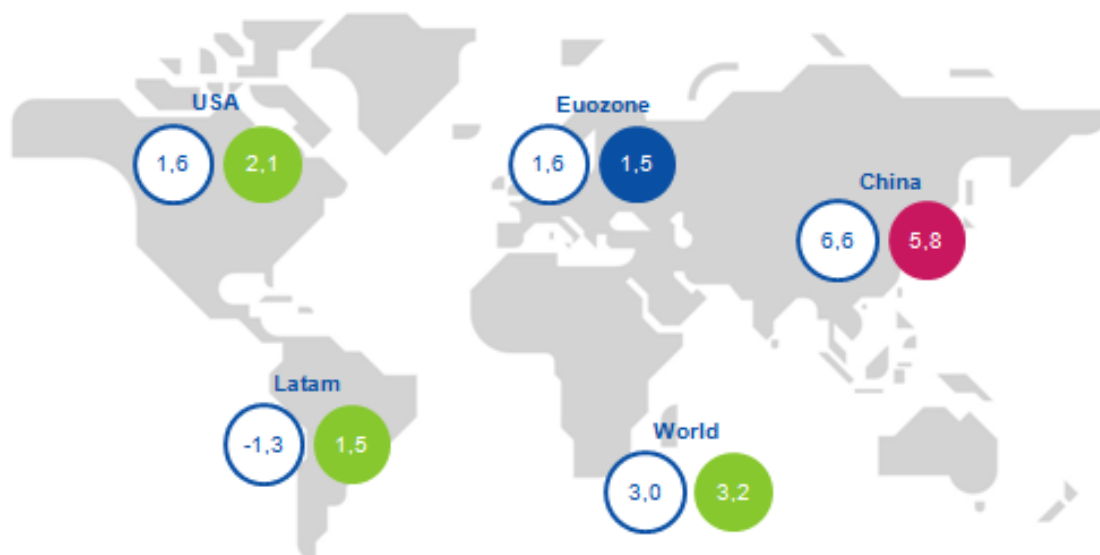 USA
1,6 2,1
Euozone
1,6 1,5
China
6,6 5,8
Latam
-1,3 1,5
World
3,0 3,2